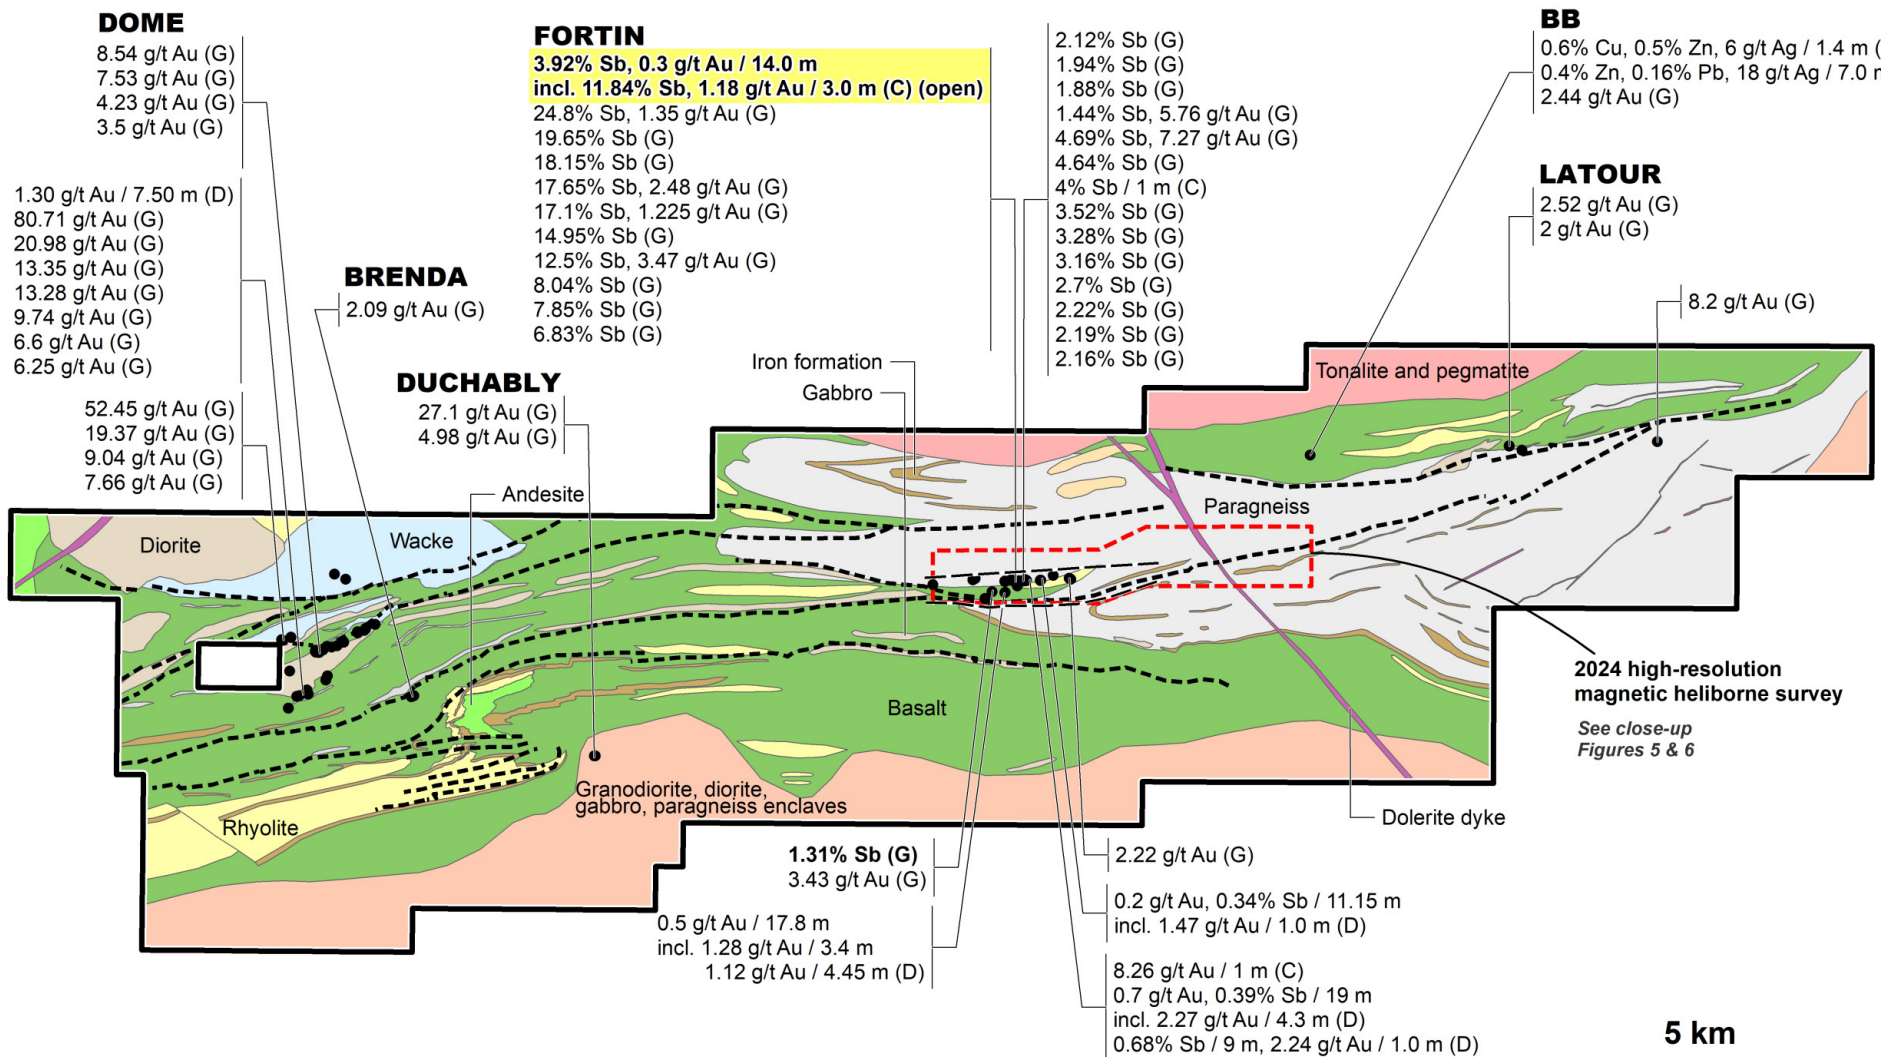 DOME
8.54 g/t Au (G)
7.53 g/t Au (G)
4.23 g/t Au (G)
3.5 g/t Au (G)
1.30 g/t Au / 7.50 m (D)
80.71 g/t Au (G)
20.98 g/t Au (G)
13.35 g/t Au (G)
13.28 g/t Au (G)
9.74 g/t Au (G)
6.6 g/t Au (G)
6.25 g/t Au (G)
52.45 g/t Au (G)
19.37 g/t Au (G)
9.04 g/t Au (G)
7.66 g/t Au (G)
BRENDA
2.09 g/t Au (G)
DUCHABLY
27.1 g/t Au (G)
4.98 g/t Au (G)
FORTIN
3.92% Sb, 0.3 g/t Au / 14.0 m
incl. 11.84% Sb, 1.18 g/t Au / 3.0 m (C) (open)
24.8% Sb, 1.35 g/t Au (G)
19.65% Sb (G)
18.15% Sb (G)
17.65% Sb, 2.48 g/t Au (G)
17.1% Sb, 1.225 g/t Au (G)
14.95% Sb (G)
12.5% Sb, 3.47 g/t Au (G)
8.04% Sb (G)
7.85% Sb (G)
6.83% Sb (G)
2.12% Sb (G)
1.94% Sb (G)
1.88% Sb (G)
1.44% Sb, 5.76 g/t Au (G)
4.69% Sb, 7.27 g/t Au (G)
4.64% Sb (G)
4% Sb / 1 m (C)
3.52% Sb (G)
3.28% Sb (G)
3.16% Sb (G)
2.7% Sb (G)
2.22% Sb (G)
2.19% Sb (G)
2.16% Sb (G)
BB
0.6% Cu, 0.5% Zn, 6 g/t Ag / 1.4 m (
0.4% Zn, 0.16% Pb, 18 g/t Ag / 7.0 m
2.44 g/t Au (G)
LATOUR
2.52 g/t Au (G)
2 g/t Au (G)
8.2 g/t Au (G)
Iron formation
Gabbro
Tonalite and pegmatite
Andesite
Paragneiss
Diorite
Wacke
Basalt
2024 high-resolution
magnetic heliborne survey
See close-up
Figures 5 & 6
Granodiorite, diorite,
gabbro, paragneiss enclaves
Rhyolite
Dolerite dyke
1.31% Sb (G)
3.43 g/t Au (G)
0.5 g/t Au / 17.8 m
incl. 1.28 g/t Au / 3.4 m
1.12 g/t Au / 4.45 m (D)
2.22 g/t Au (G)
0.2 g/t Au, 0.34% Sb / 11.15 m
incl. 1.47 g/t Au / 1.0 m (D)
8.26 g/t Au / 1 m (C)
0.7 g/t Au, 0.39% Sb / 19 m
incl. 2.27 g/t Au / 4.3 m (D)
0.68% Sb / 9 m, 2.24 g/t Au / 1.0 m (D)
5 km